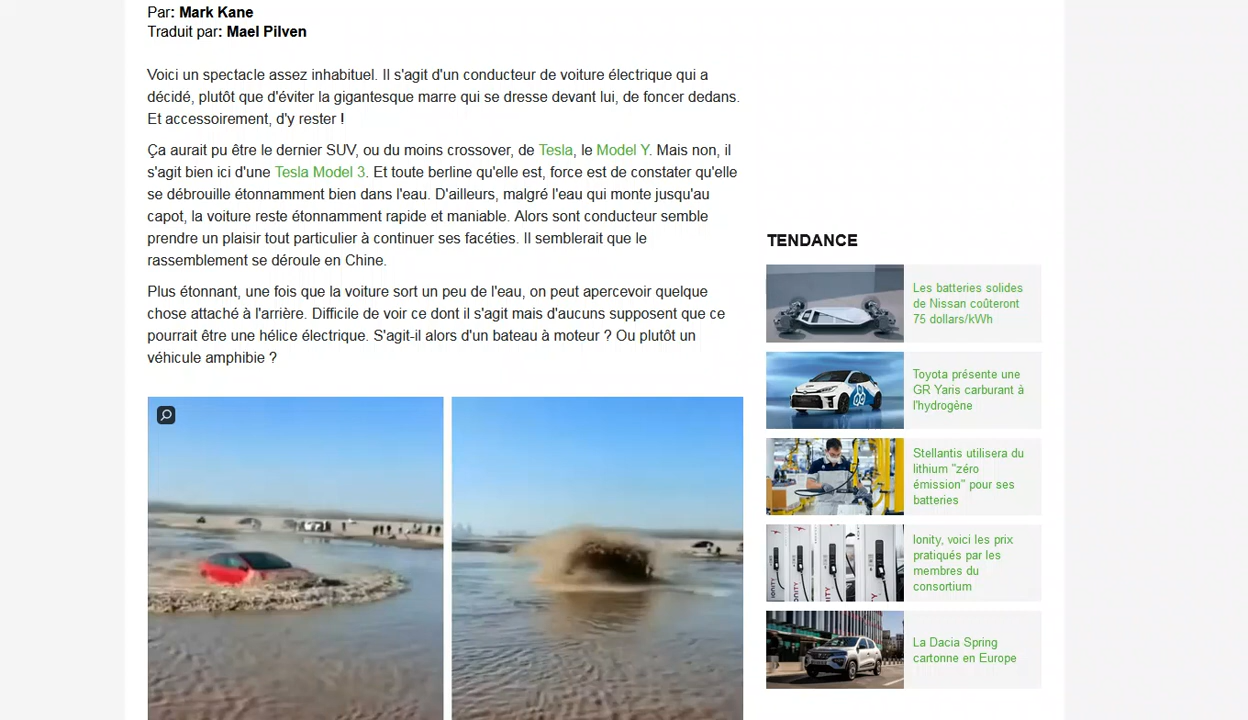 Par: Mark Kane
Traduit par: Mael Pilven
Voici un spectacle assez inhabituel. Il s'agit d'un conducteur de voiture électrique qui a
décidé, plutôt que d'éviter la gigantesque marre qui se dresse devant lui, de foncer dedans.
Et accessoirement, d'y rester !
Ça aurait pu être le dernier SUV, ou du moins crossover, de Tesla, le Model Y. Mais non, il
s'agit bien ici d'une Tesla Model 3. Et toute berline qu'elle est, force est de constater qu'elle
se débrouille étonnamment bien dans l'eau. D'ailleurs, malgré l'eau qui monte jusqu'au
capot, la voiture reste étonnamment rapide et maniable. Alors sont conducteur semble
prendre un plaisir tout particulier à continuer ses facéties. Il semblerait que le
rassemblement se déroule en Chine.
Plus étonnant, une fois que la voiture sort un peu de l'eau, on peut apercevoir quelque
chose attaché à l'arrière. Difficile de voir ce dont il s'agit mais d'aucuns supposent que ce
pourrait être une hélice électrique. S'agit-il alors d'un bateau à moteur ? Ou plutôt un
véhicule amphibie ?
TENDANCE
Les batteries solides
de Nissan coûteront
75 dollars/kWh
Toyota présente une
GR Yaris carburant à
l'hydrogène
Stellantis utilisera du
lithium "zéro
émission" pour ses
batteries
Ionity, voici les prix
pratiqués par les
membres du
consortium
IONITY
La Dacia Spring
cartonne en Europe